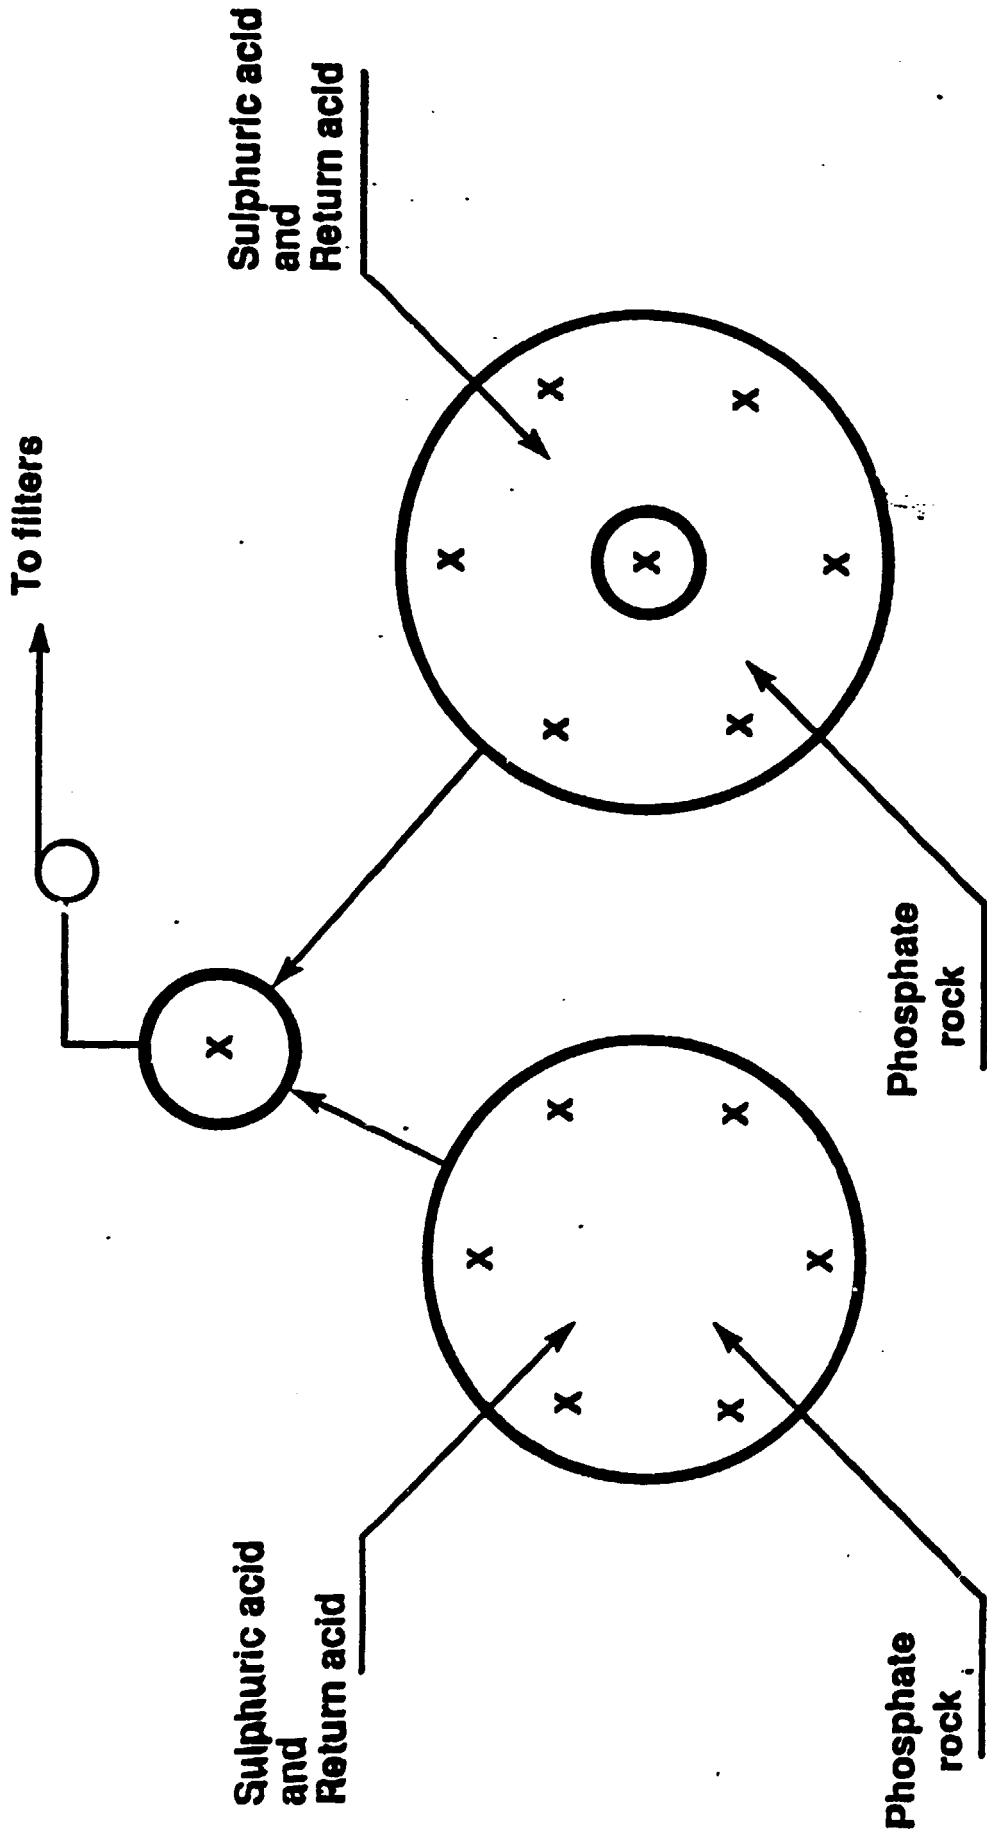 To filters
Sulphuric acid
and
Return acid
Sulphuric acid
and
Return acid
X
X
X
X
X
X
X
X
X
X
X
X
X
X
Phosphate
rock
Phosphate
rock